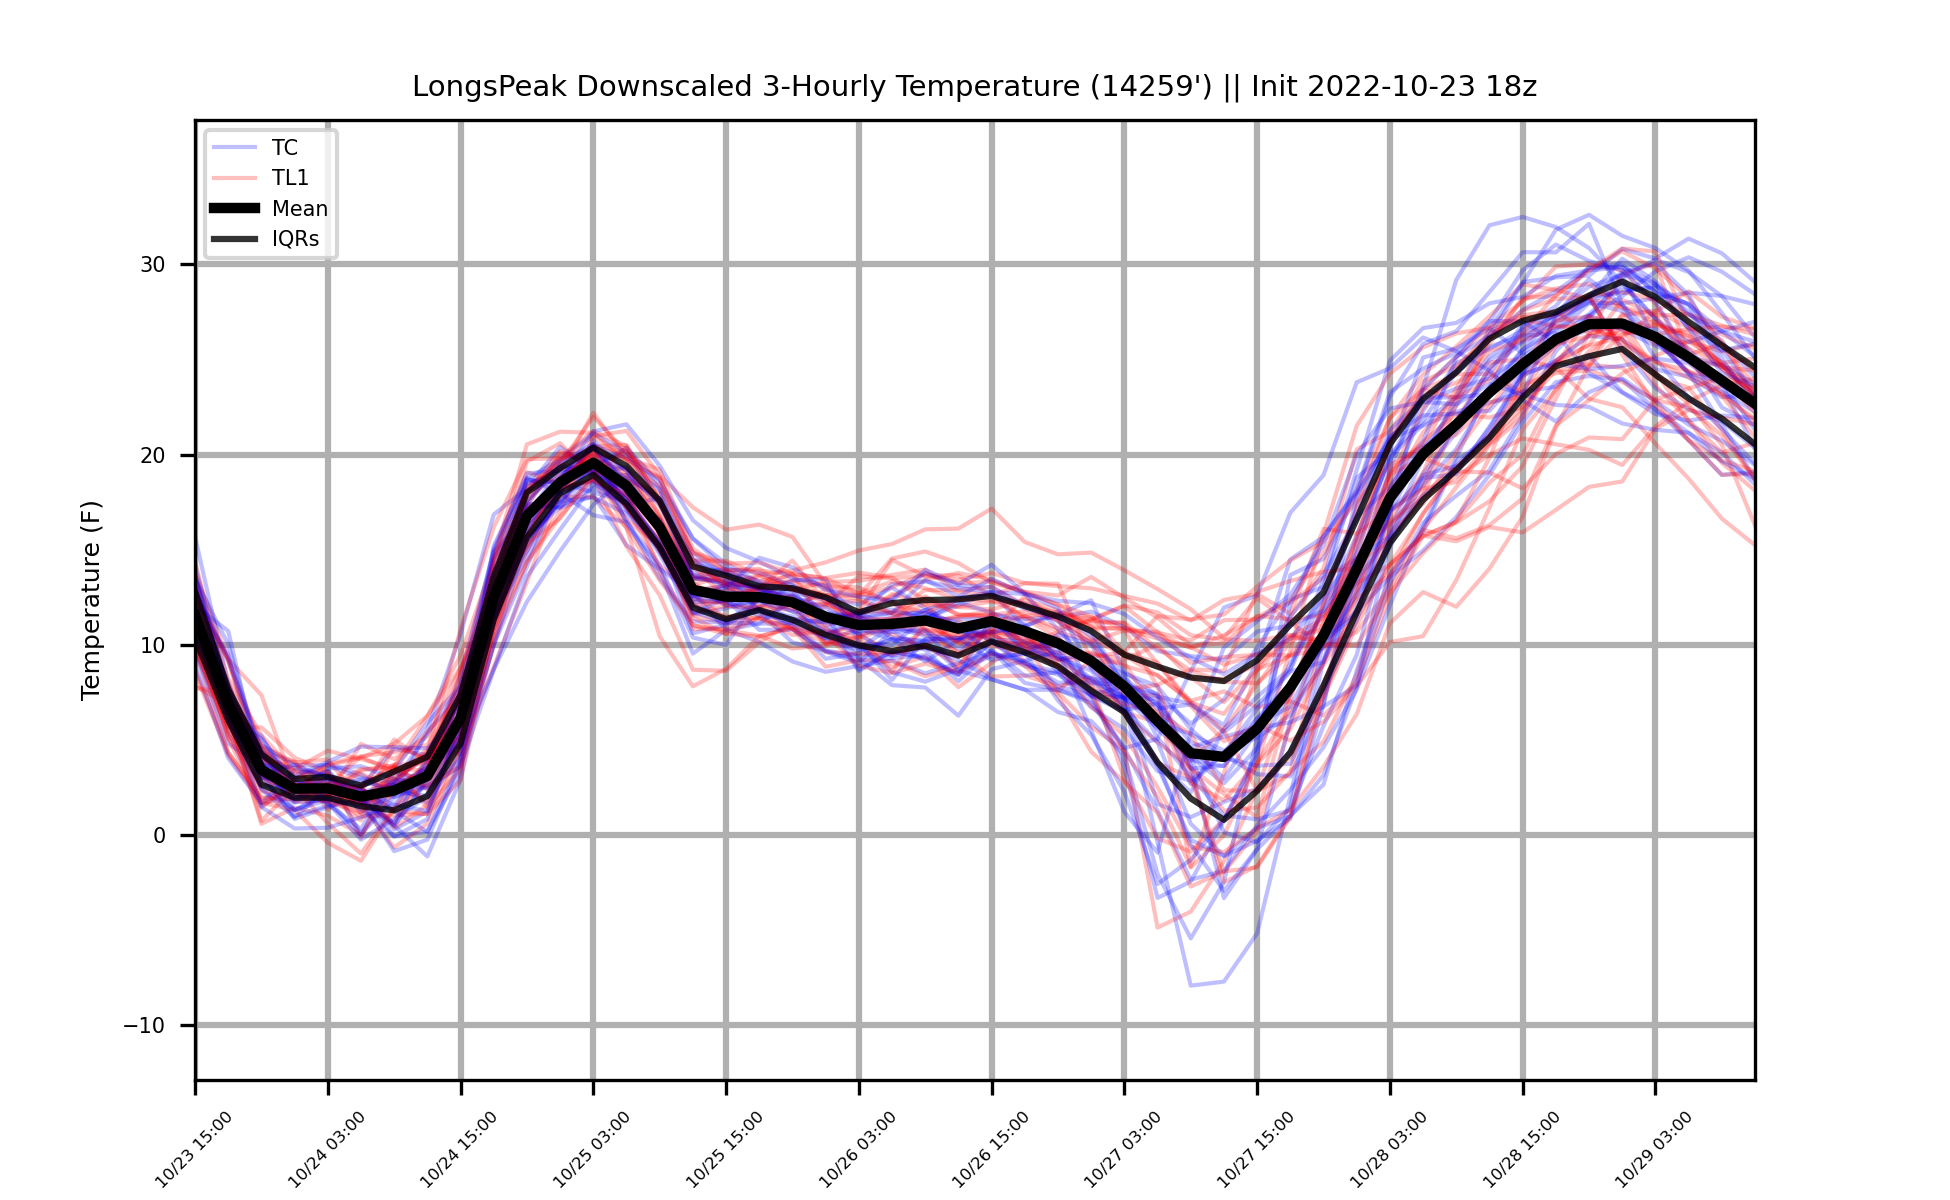 LongsPeak Downscaled 3-Hourly Temperature (14259') || Init 2022-10-23 18z
TC
TL1
Mean
IQRs
Temperature (F)
30
20
10
0
−10
10/23 15:00
10/24 03:00
10/24 15:00
10/25 03:00
10/25 15:00
10/26 03:00
10/26 15:00
10/27 03:00
10/27 15:00
10/28 03:00
10/28 15:00
10/29 03:00